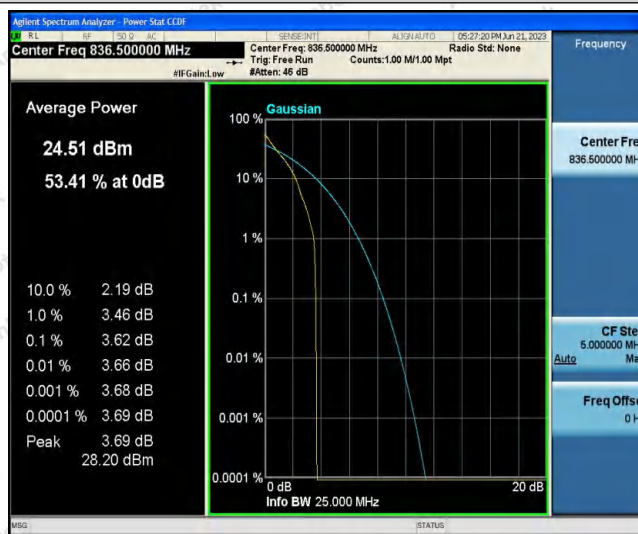 Agilent Spectrum Analyzer - Power Stat CCDF
RL RF 50 Ω AC SENSE:INT ALIGN AUTO 05:27:20 PM Jun 21, 2023
Center Freq 836.500000 MHz
Center Freq: 836.500000 MHz Radio Std: None
Trig: Free Run Counts:1.00 M/1.00 Mpt
#IFGain:Low #Atten: 46 dB
Frequency
Average Power
24.51 dBm
53.41 % at 0dB
10.0 % 2.19 dB
1.0 % 3.46 dB
0.1 % 3.62 dB
0.01 % 3.66 dB
0.001 % 3.68 dB
0.0001 % 3.69 dB
Peak 3.69 dB
28.20 dBm
Gaussian
100 %
10 %
1 %
0.1 %
0.01 %
0.001 %
0.0001 %
0 dB 20 dB
Info BW 25.000 MHz
Center Fre
836.500000 MH
CF Ste
5.000000 MH
Auto Ma
Freq Offse
0 H
MSG STATUS